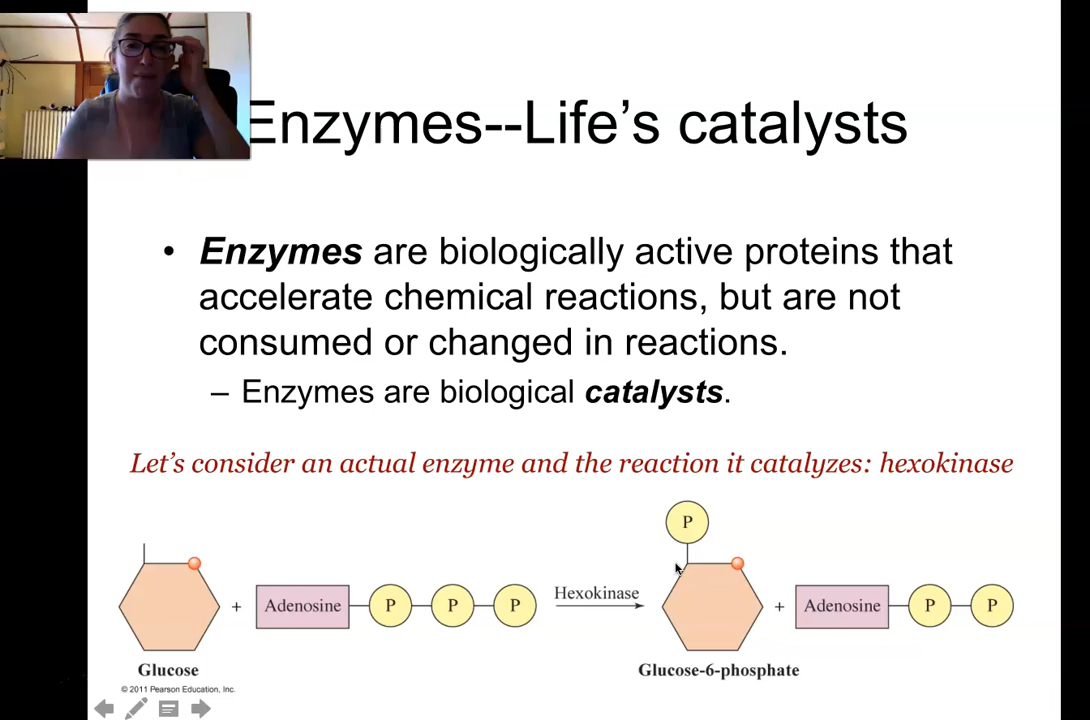 Enzymes--Life's catalysts
• Enzymes are biologically active proteins that
accelerate chemical reactions, but are not
consumed or changed in reactions.
– Enzymes are biological catalysts.
Let's consider an actual enzyme and the reaction it catalyzes: hexokinase
P
+ Adenosine P P P Hexokinase + Adenosine P P
Glucose Glucose-6-phosphate
© 2011 Pearson Education, Inc.